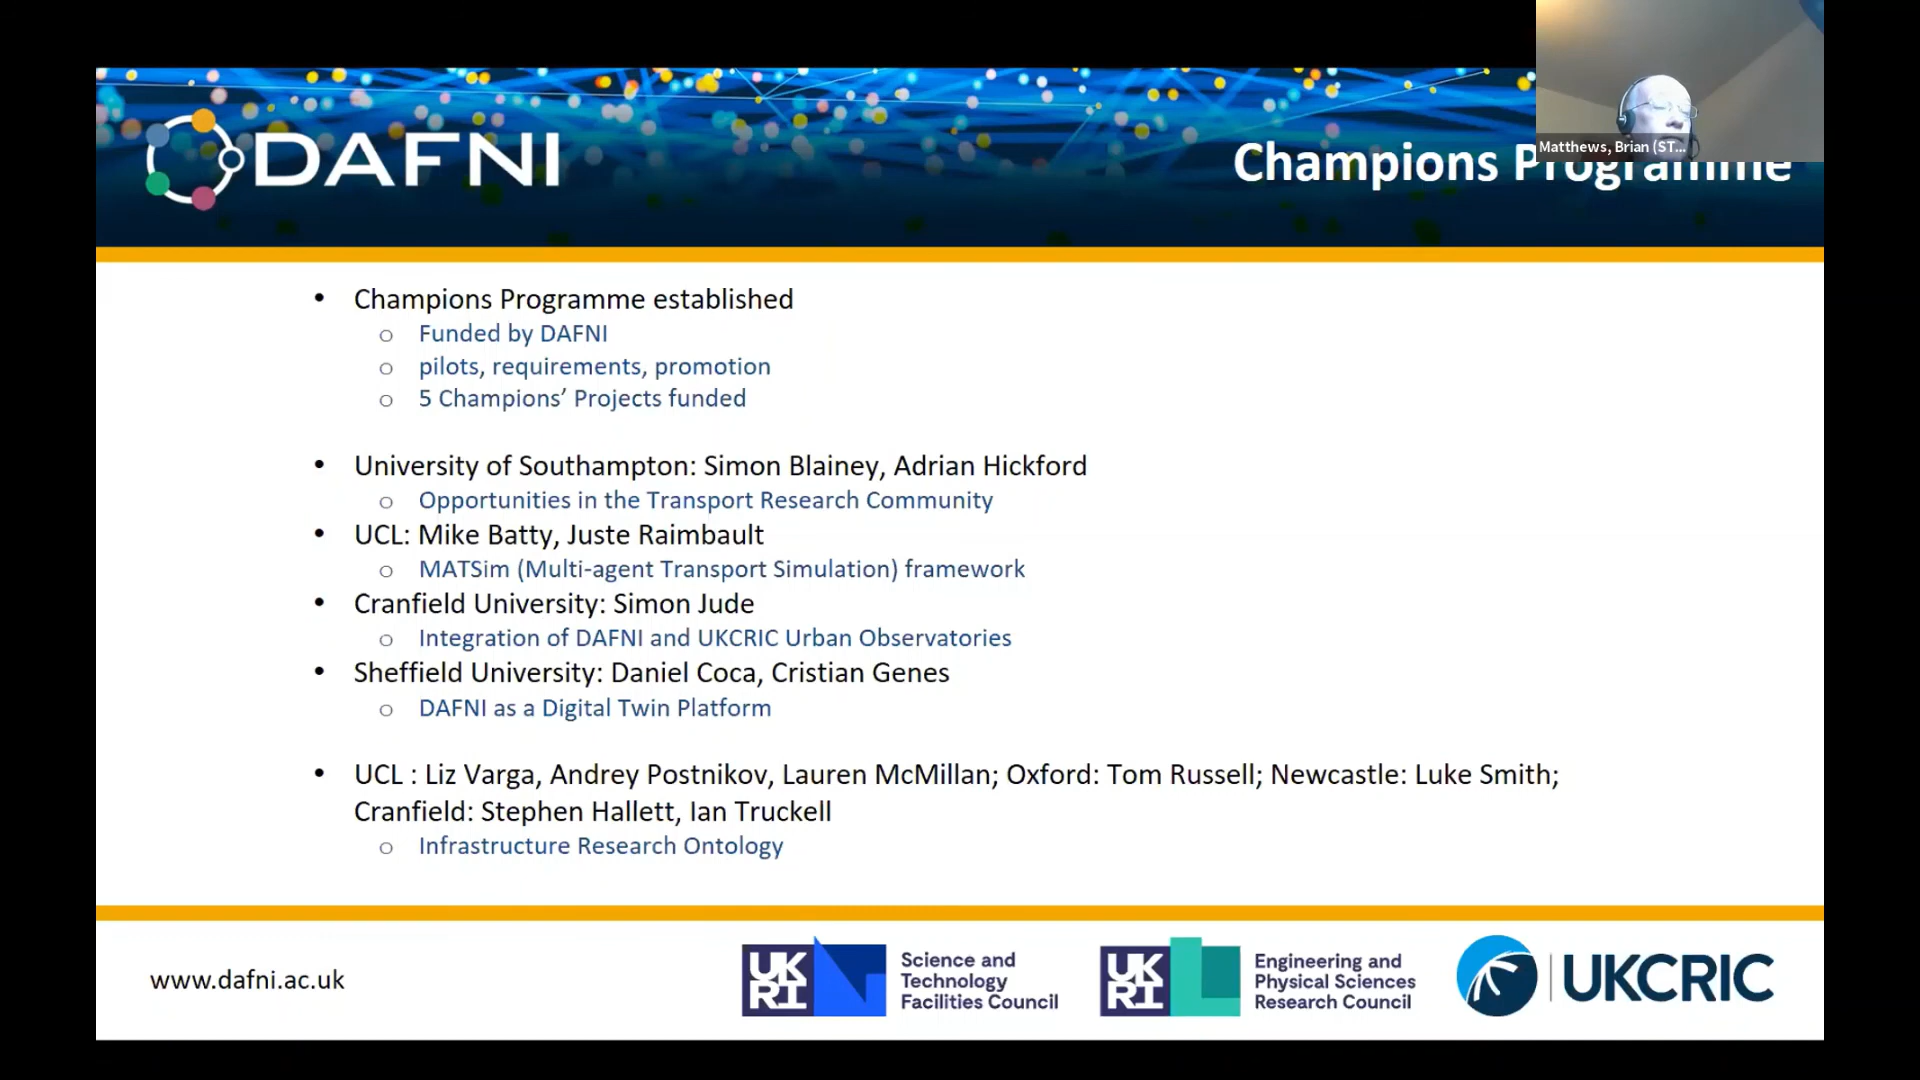 DAFNI
Champions Programme
Matthews, Brian (ST...
• Champions Programme established
o Funded by DAFNI
o pilots, requirements, promotion
o 5 Champions’ Projects funded
• University of Southampton: Simon Blainey, Adrian Hickford
o Opportunities in the Transport Research Community
• UCL: Mike Batty, Juste Raimbault
o MATSim (Multi-agent Transport Simulation) framework
• Cranfield University: Simon Jude
o Integration of DAFNI and UKCRIC Urban Observatories
• Sheffield University: Daniel Coca, Cristian Genes
o DAFNI as a Digital Twin Platform
• UCL : Liz Varga, Andrey Postnikov, Lauren McMillan; Oxford: Tom Russell; Newcastle: Luke Smith;
Cranfield: Stephen Hallett, Ian Truckell
o Infrastructure Research Ontology
www.dafni.ac.uk
UK
RI
Science and
Technology
Facilities Council
UK
RI
Engineering and
Physical Sciences
Research Council
UKCRIC